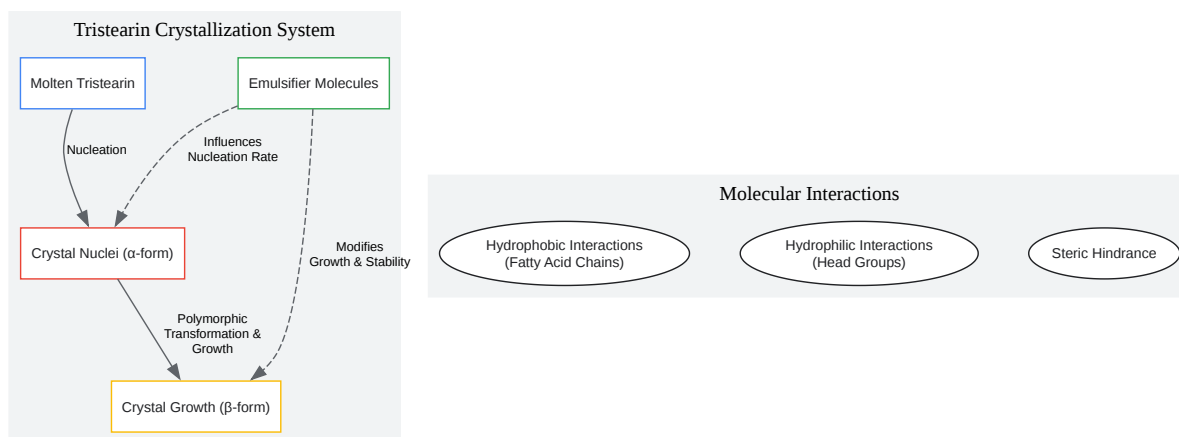 Tristearin Crystallization System
Molten Tristearin
Emulsifier Molecules
Nucleation
Influences
Nucleation Rate
Crystal Nuclei (α-form)
Modifies
Growth & Stability
Polymorphic
Transformation &
Growth
Crystal Growth (β-form)
Molecular Interactions
Hydrophobic Interactions
(Fatty Acid Chains)
Hydrophilic Interactions
(Head Groups)
Steric Hindrance